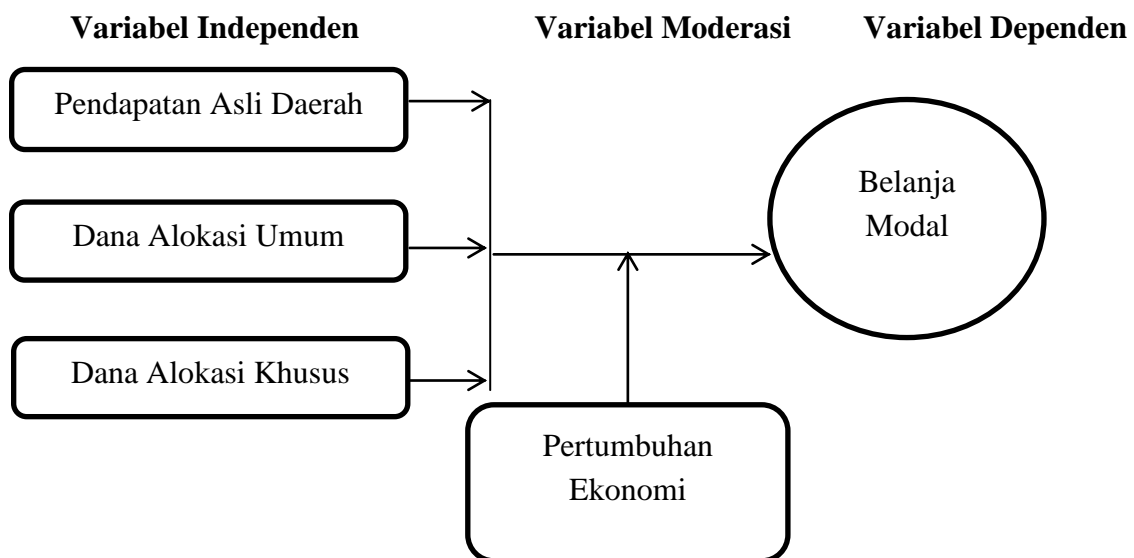 Variabel Independen
Variabel Moderasi
Variabel Dependen
Pendapatan Asli Daerah
Dana Alokasi Umum
Dana Alokasi Khusus
Pertumbuhan
Ekonomi
Belanja
Modal